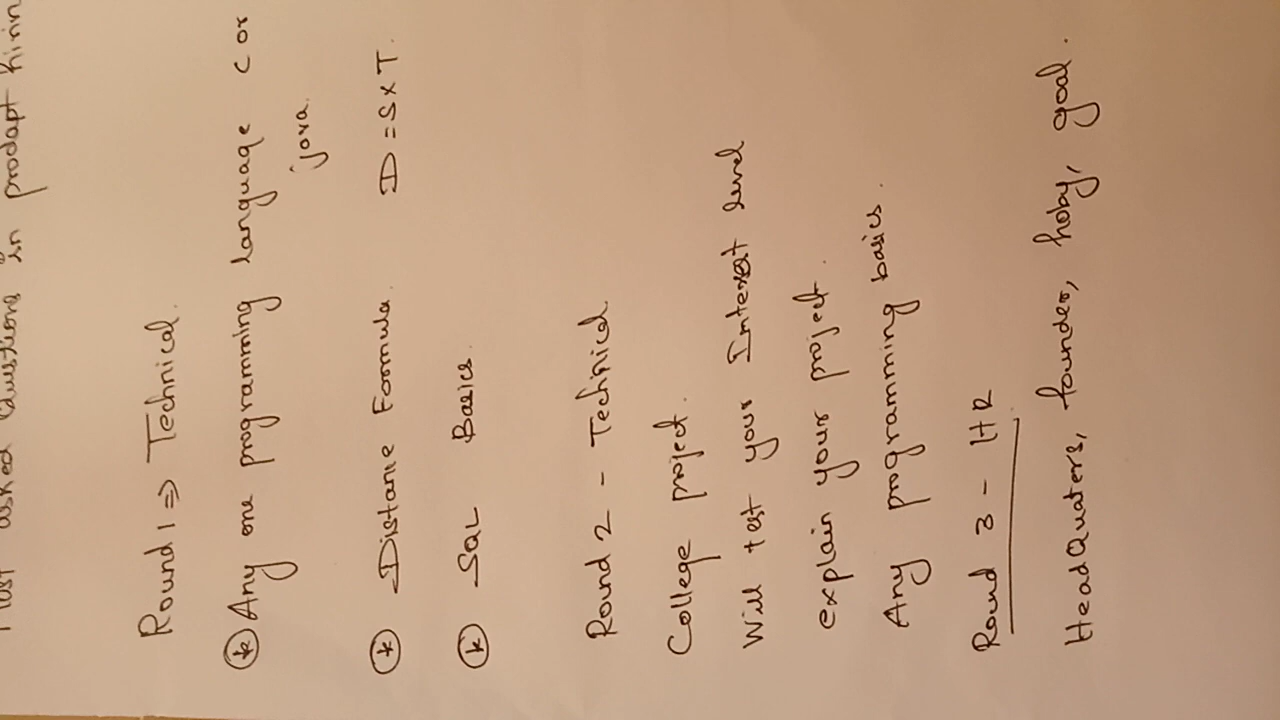 asked Questions in prodapt
Round 1 => Technical.
* Any one programming language C or
java.
* Distane Formula. D = S x T.
* SQL Basics.
Round 2 - Technical
College project.
Will test your Interest level
explain your project.
Any programming basics.
Round 3 - HR
HeadQuaters, founder, hoby, goal.